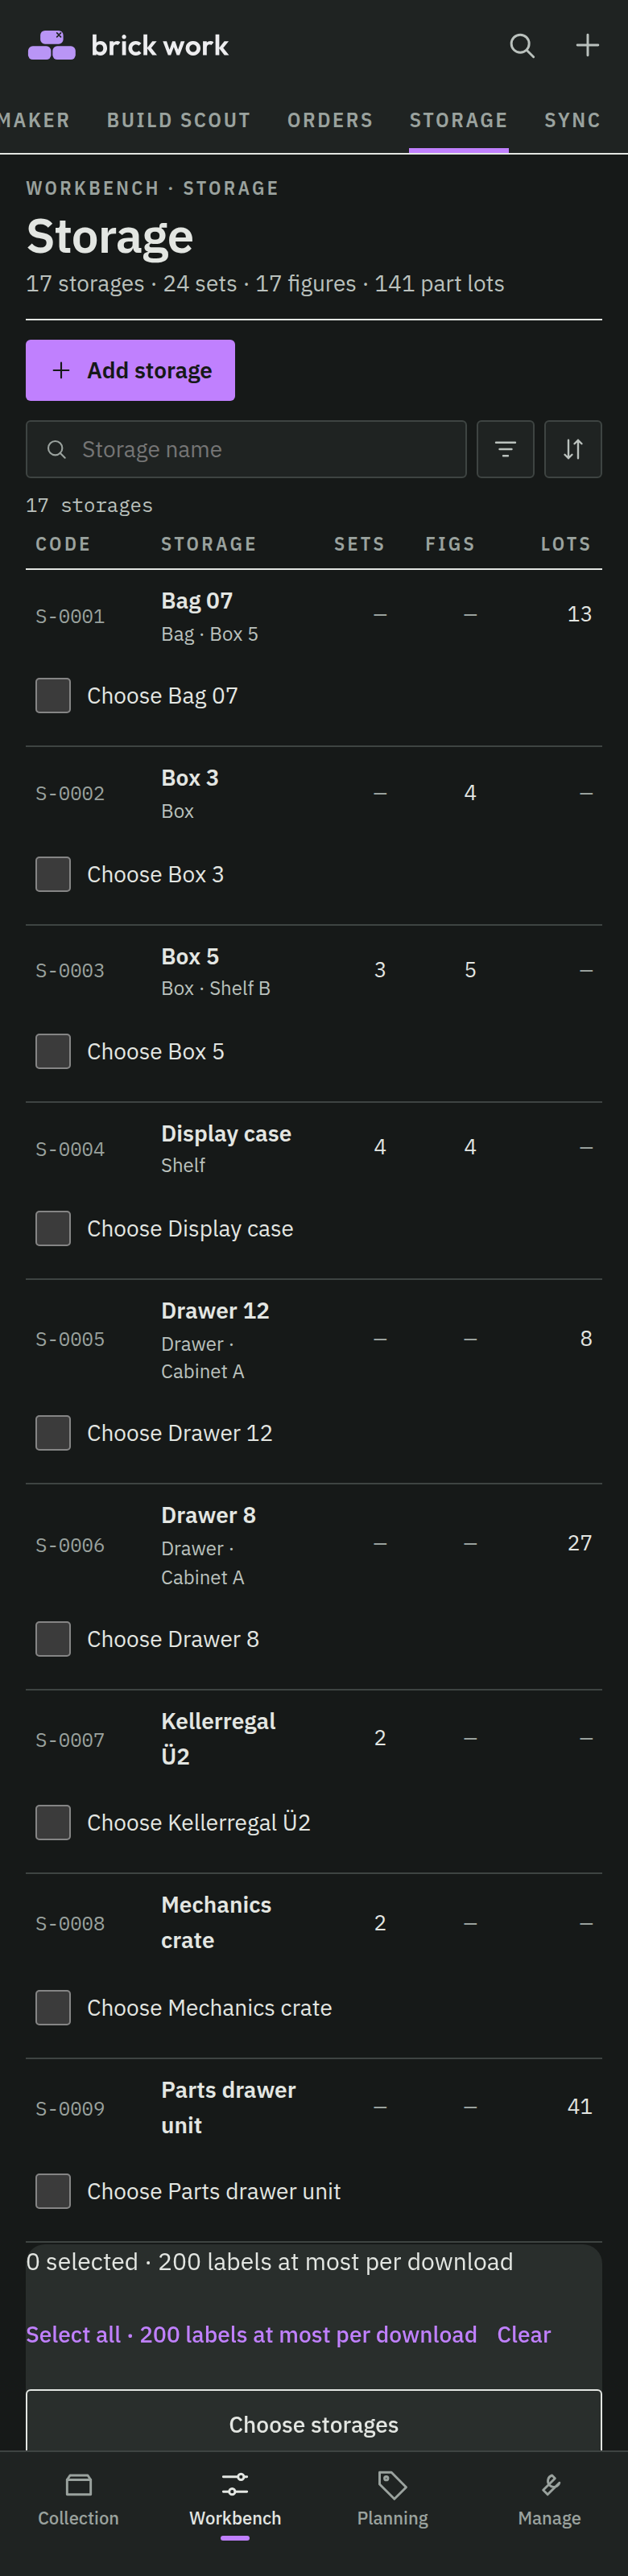 brick work
MAKER BUILD SCOUT ORDERS STORAGE SYNC
WORKBENCH · STORAGE
Storage
17 storages · 24 sets · 17 figures · 141 part lots
Add storage
Storage name
17 storages
CODE STORAGE SETS FIGS LOTS
S-0001 Bag 07 — — 13
Bag · Box 5
Choose Bag 07
S-0002 Box 3 — 4 —
Box
Choose Box 3
S-0003 Box 5 3 5 —
Box · Shelf B
Choose Box 5
S-0004 Display case 4 4 —
Shelf
Choose Display case
S-0005 Drawer 12 — — 8
Drawer ·
Cabinet A
Choose Drawer 12
S-0006 Drawer 8 — — 27
Drawer ·
Cabinet A
Choose Drawer 8
S-0007 Kellerregal 2 — —
Ü2
Choose Kellerregal Ü2
S-0008 Mechanics 2 — —
crate
Choose Mechanics crate
S-0009 Parts drawer — — 41
unit
Choose Parts drawer unit
0 selected · 200 labels at most per download
Select all · 200 labels at most per download Clear
Choose storages
Collection Workbench Planning Manage